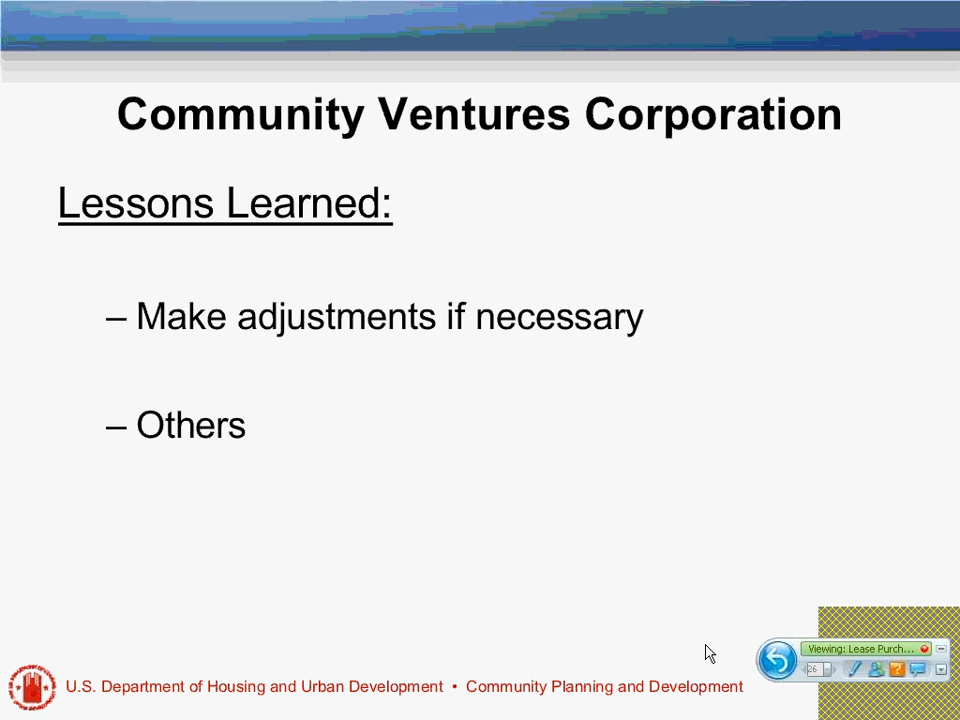 Community Ventures Corporation
Lessons Learned:
– Make adjustments if necessary
– Others
Viewing: Lease Purch...
26
U.S. Department of Housing and Urban Development • Community Planning and Development